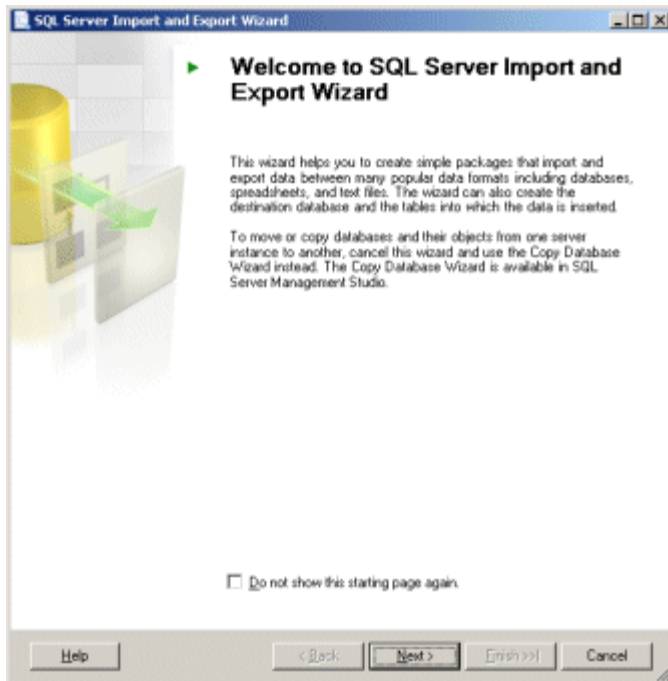 SQL Server Import and Export Wizard
Welcome to SQL Server Import and
Export Wizard
This wizard helps you to create simple packages that import and
export data between many popular data formats including databases,
spreadsheets, and text files. The wizard can also create the
destination database and the tables into which the data is inserted.
To move or copy databases and their objects from one server
instance to another, cancel this wizard and use the Copy Database
Wizard instead. The Copy Database Wizard is available in SQL
Server Management Studio.
Do not show this starting page again.
Help
< Back
Next >
Finish >>|
Cancel